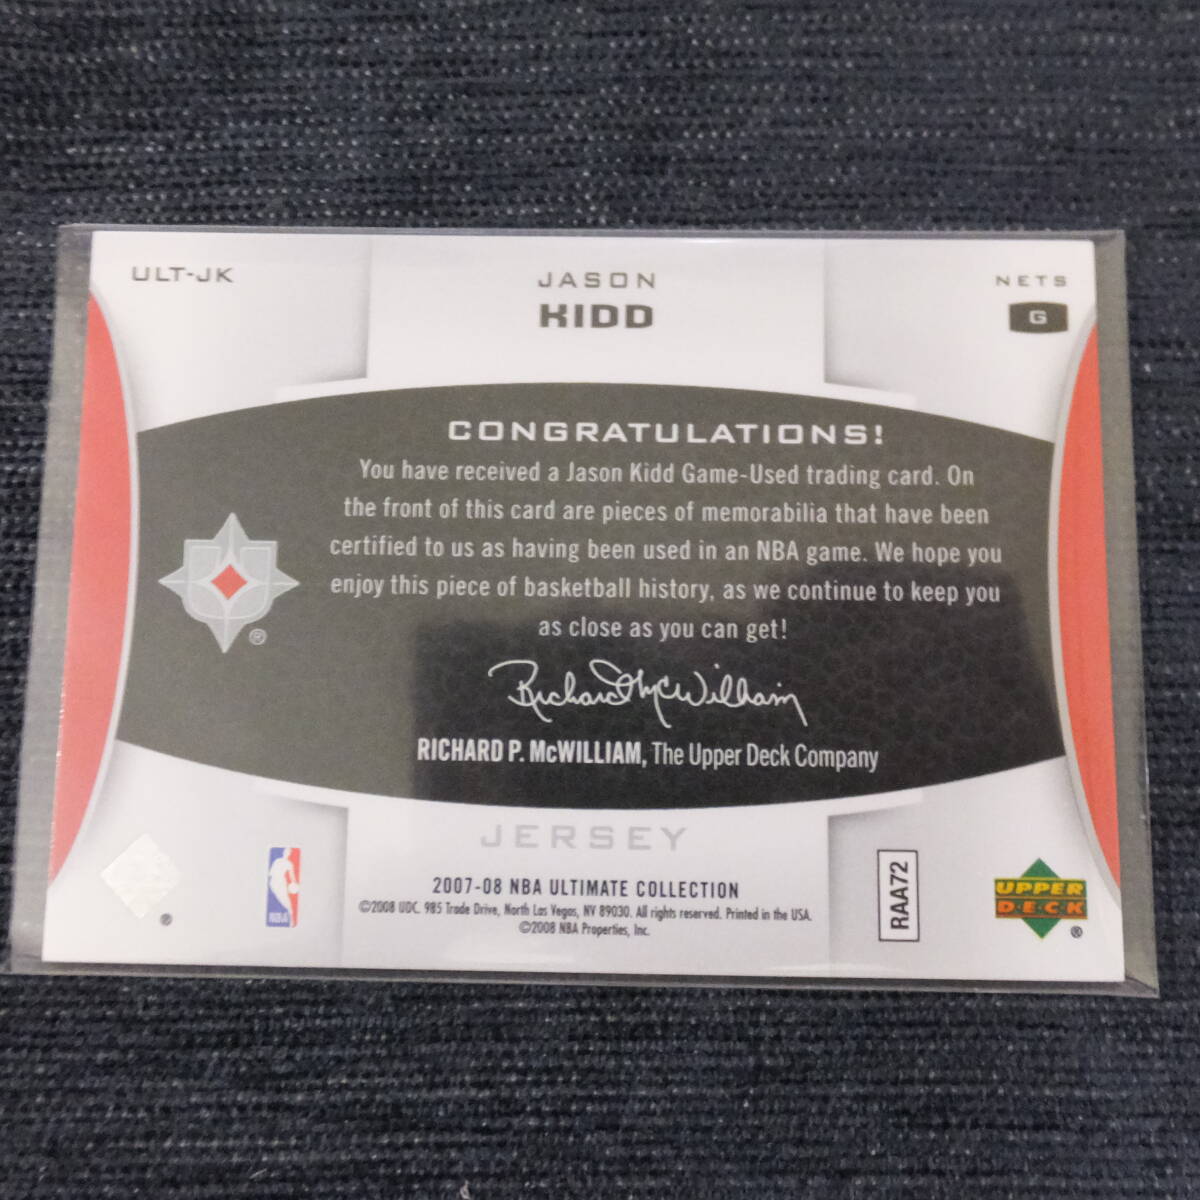 ULT-JK
JASON
KIDD
NETS
G
CONGRATULATIONS!
You have received a Jason Kidd Game-Used trading card. On
the front of this card are pieces of memorabilia that have been
certified to us as having been used in an NBA game. We hope you
enjoy this piece of basketball history, as we continue to keep you
as close as you can get!
Richard McWilliam
RICHARD P. McWILLIAM, The Upper Deck Company
JERSEY
2007-08 NBA ULTIMATE COLLECTION
©2008 UDC. 985 Trade Drive, North Las Vegas, NV 89030. All rights reserved. Printed in the USA.
©2008 NBA Properties, Inc.
NBA
RAA72
UPPER
D·E·C·K